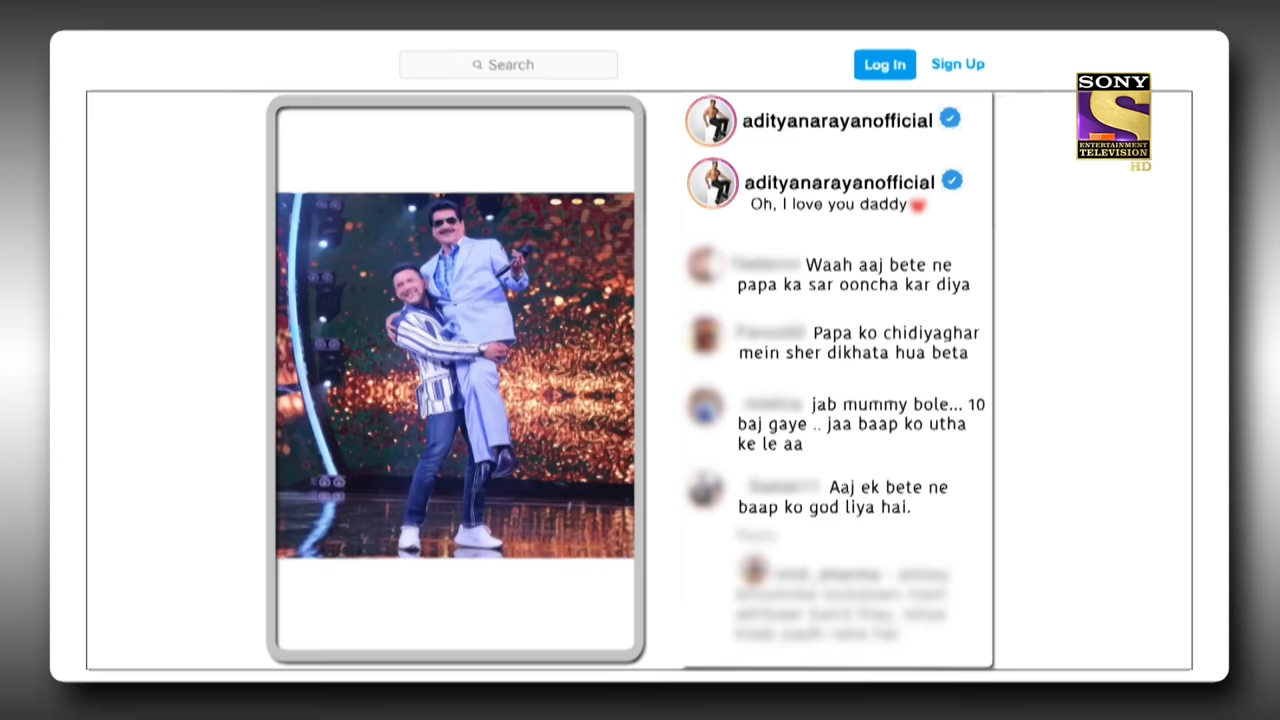 Search
Log In
Sign Up
SONY
ENTERTAINMENT
TELEVISION
HD
adityanarayanofficial
adityanarayanofficial
Oh, I love you daddy
Waah aaj bete ne
papa ka sar ooncha kar diya
Papa ko chidiyaghar
mein sher dikhata hua beta
jab mummy bole... 10
baj gaye .. jaa baap ko utha
ke le aa
Aaj ek bete ne
baap ko god liya hai.